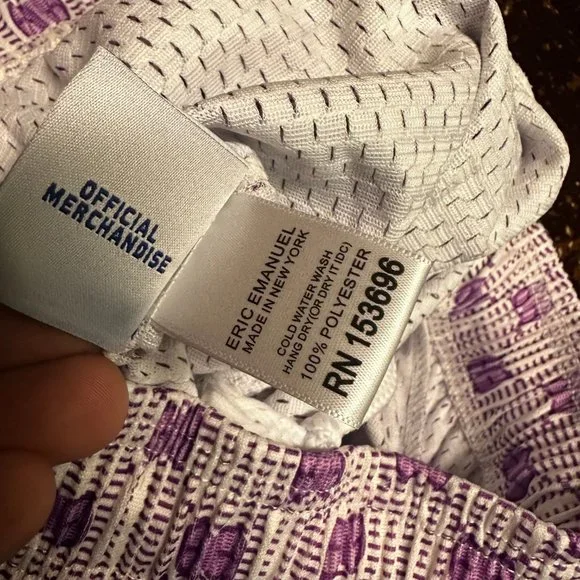 OFFICIAL
MERCHANDISE
ERIC EMANUEL
MADE IN NEW YORK
COLD WATER WASH
HANG DRY(OR DRY IT IDC)
100% POLYESTER
RN 153696